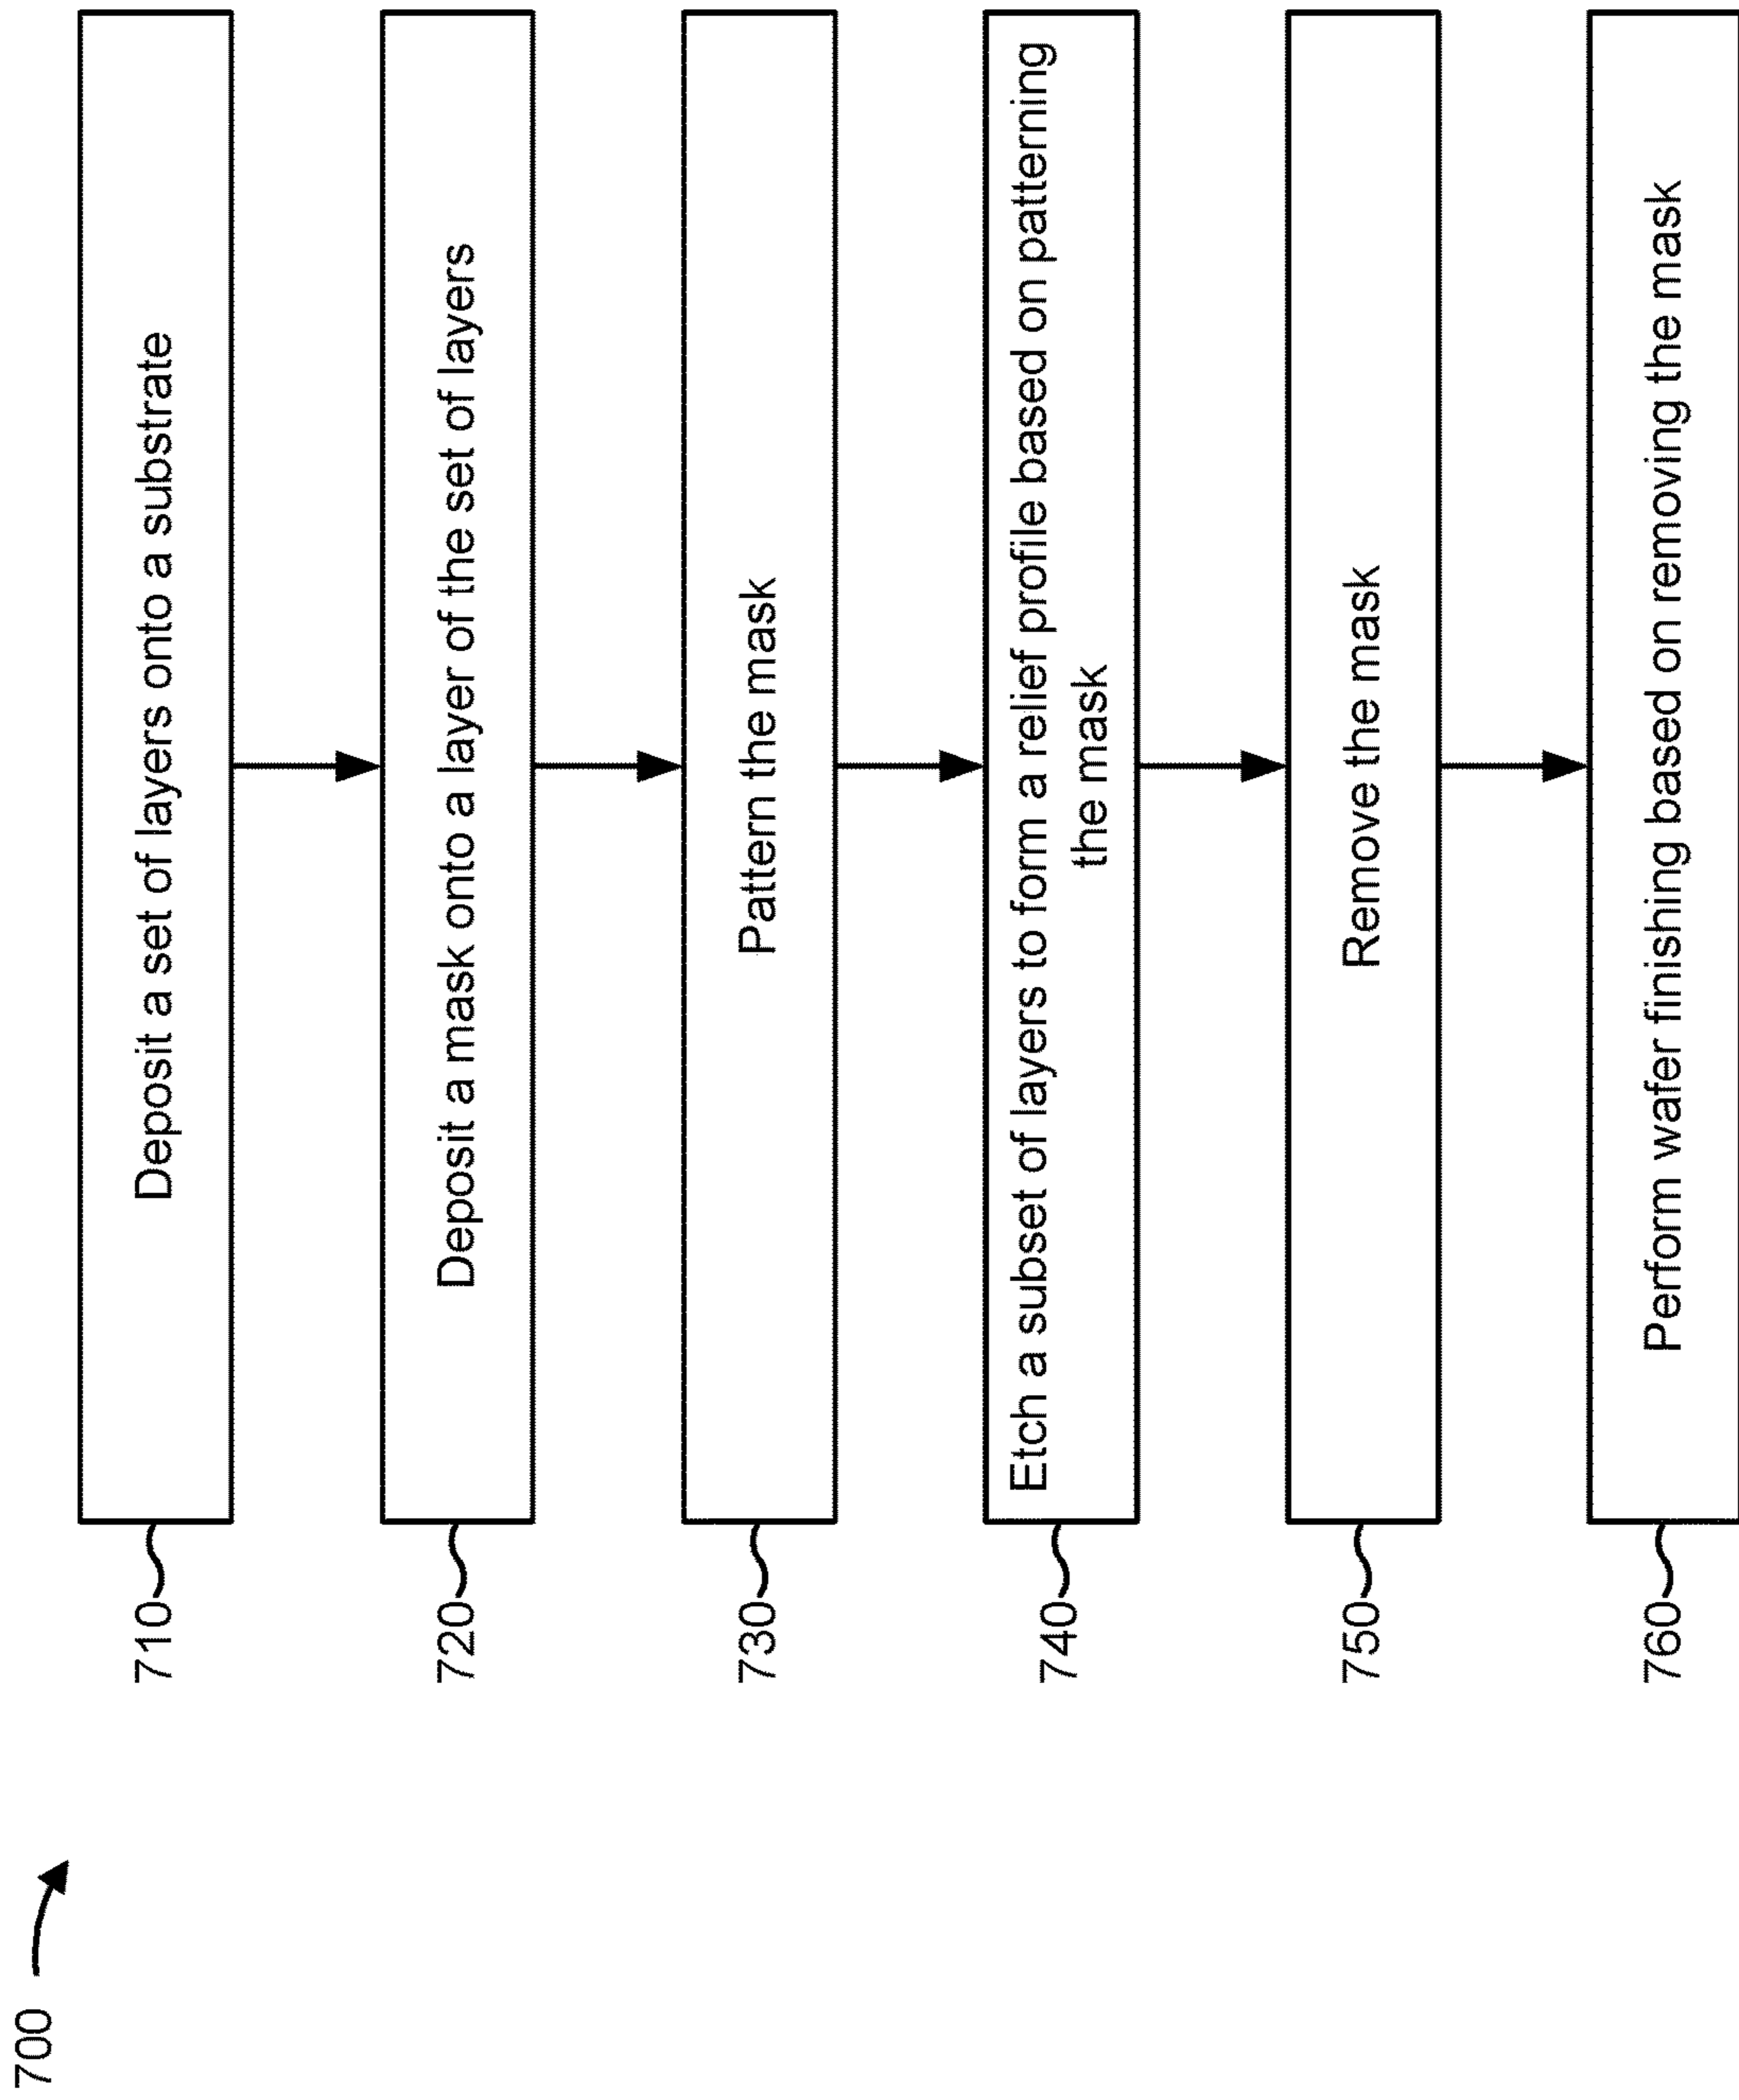 700
710
Deposit a set of layers onto a substrate
720
Deposit a mask onto a layer of the set of layers
730
Pattern the mask
740
Etch a subset of layers to form a relief profile based on patterning
the mask
750
Remove the mask
760
Perform wafer finishing based on removing the mask